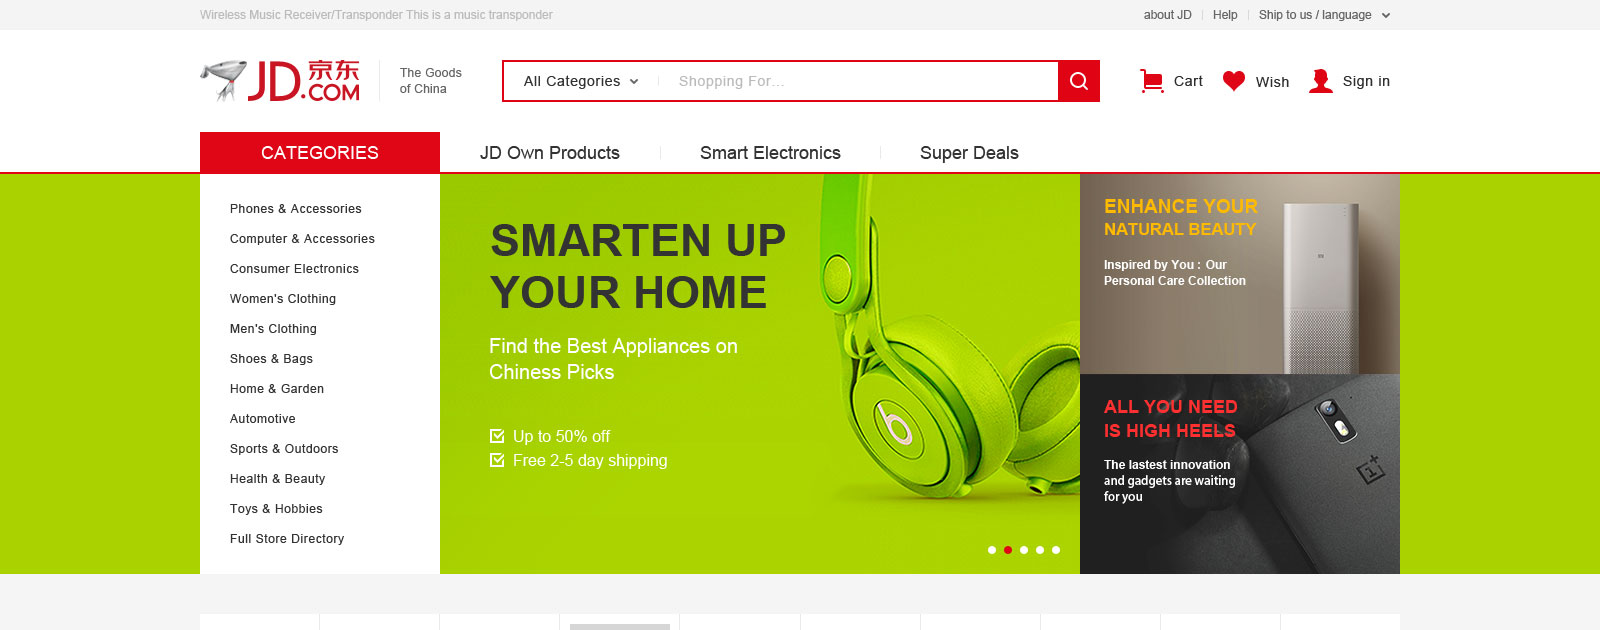 Wireless Music Receiver/Transponder This is a music transponder
about JD
Help
Ship to us / language
JD.京东
.COM
The Goods
of China
All Categories
Shopping For...
Cart
Wish
Sign in
CATEGORIES
JD Own Products
Smart Electronics
Super Deals
Phones & Accessories
Computer & Accessories
Consumer Electronics
Women's Clothing
Men's Clothing
Shoes & Bags
Home & Garden
Automotive
Sports & Outdoors
Health & Beauty
Toys & Hobbies
Full Store Directory
SMARTEN UP
YOUR HOME
Find the Best Appliances on
Chiness Picks
Up to 50% off
Free 2-5 day shipping
b
ENHANCE YOUR
NATURAL BEAUTY
Inspired by You : Our
Personal Care Collection
mi
ALL YOU NEED
IS HIGH HEELS
The lastest innovation
and gadgets are waiting
for you
1+